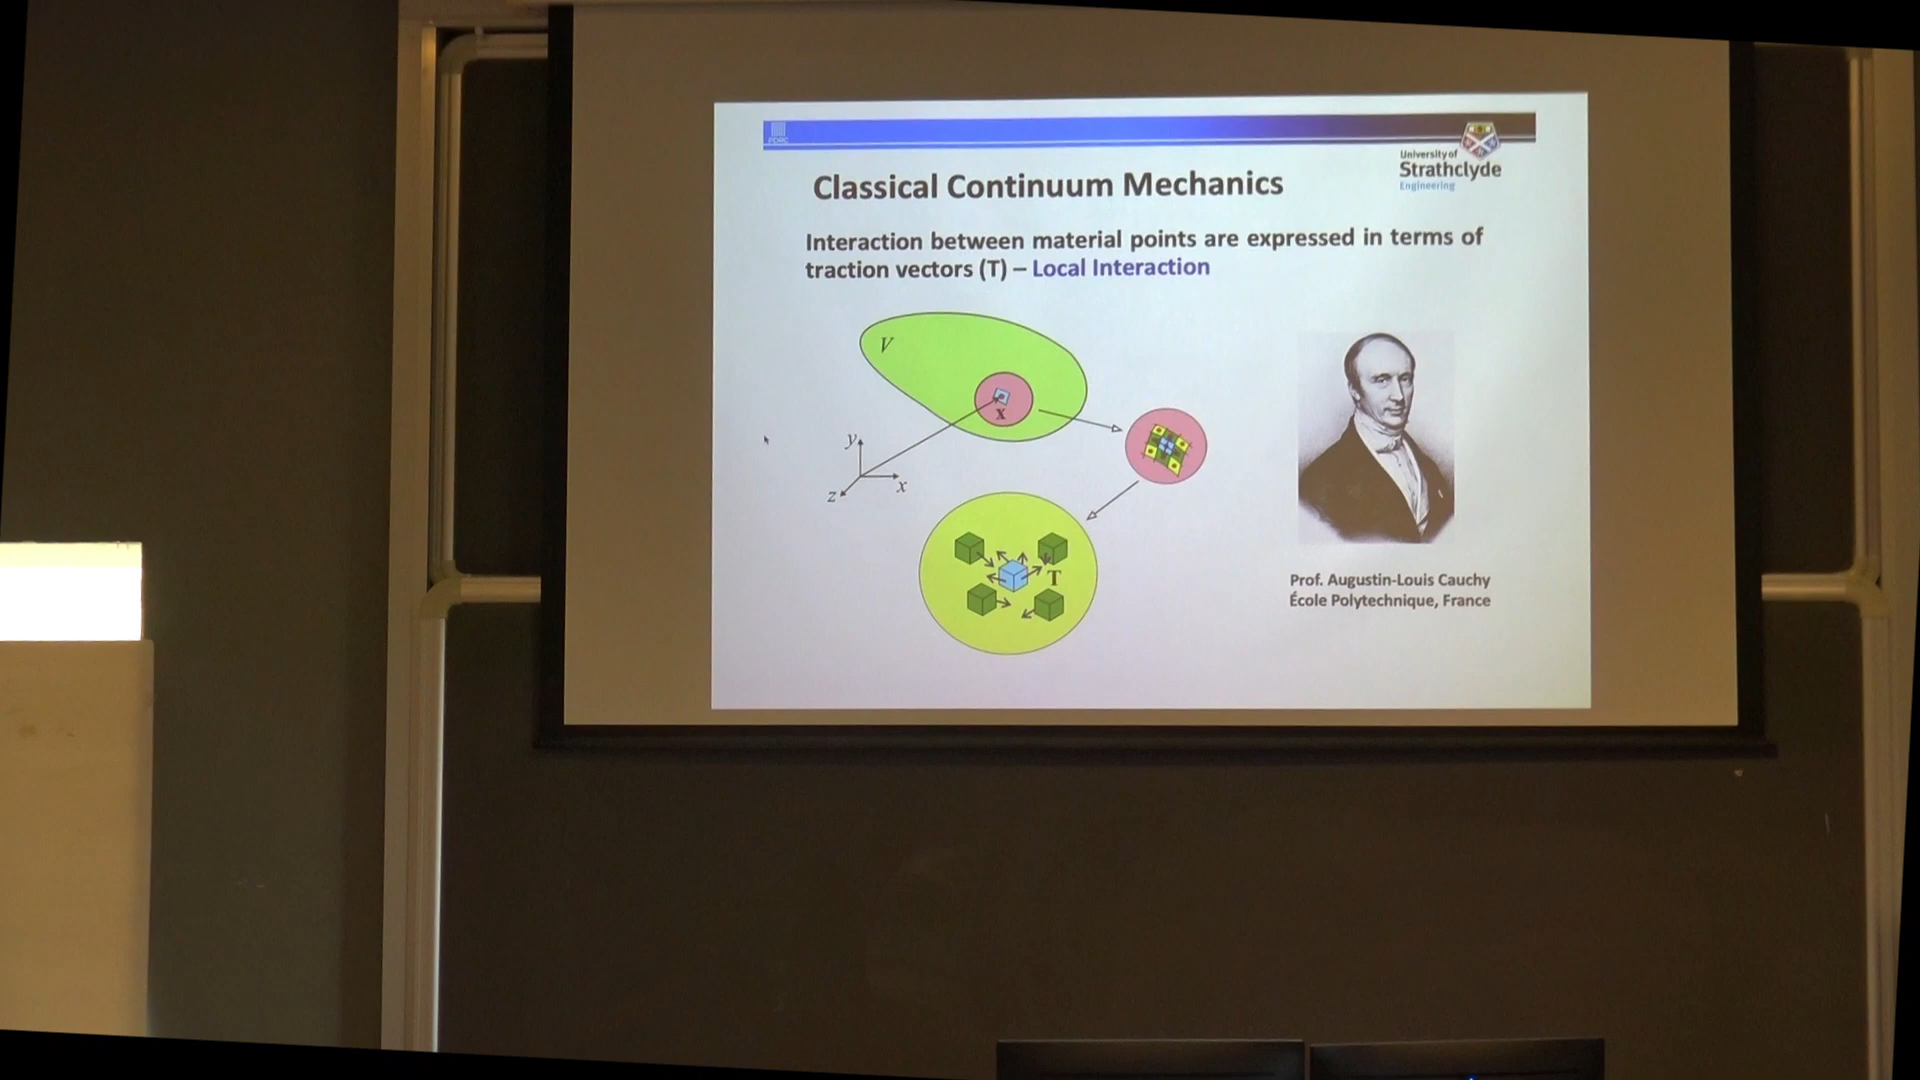 PDRC
University of
Strathclyde
Engineering
Classical Continuum Mechanics
Interaction between material points are expressed in terms of
traction vectors (T) – Local Interaction
V
x
y
x
z
T
Prof. Augustin-Louis Cauchy
École Polytechnique, France